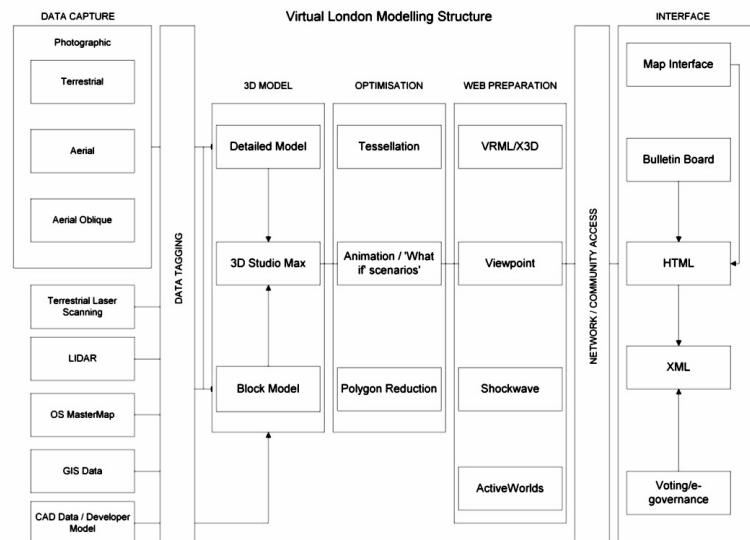 Virtual London Modelling Structure
DATA CAPTURE
Photographic
Terrestrial
Aerial
Aerial Oblique
Terrestrial Laser
Scanning
LIDAR
OS MasterMap
GIS Data
CAD Data / Developer
Model
DATA TAGGING
3D MODEL
Detailed Model
3D Studio Max
Block Model
OPTIMISATION
Tessellation
Animation / 'What
if' scenarios'
Polygon Reduction
WEB PREPARATION
VRML/X3D
Viewpoint
Shockwave
ActiveWorlds
NETWORK / COMMUNITY ACCESS
INTERFACE
Map Interface
Bulletin Board
HTML
XML
Voting/e-
governance